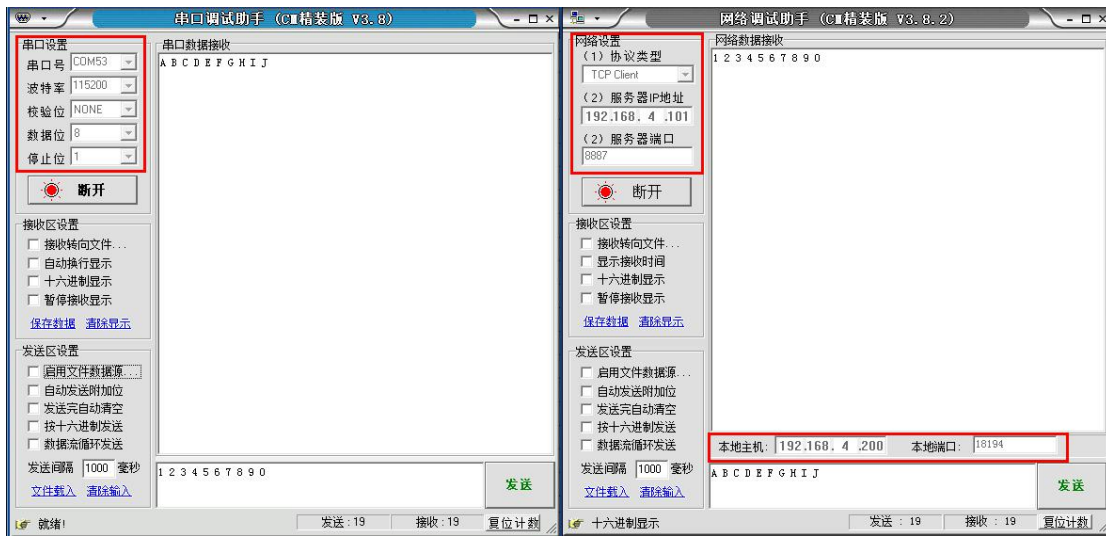 串口调试助手 (CM精装版 V3.8)
串口设置
串口号 COM53
波特率 115200
校验位 NONE
数据位 8
停止位 1
断开
接收区设置
接收转向文件...
自动换行显示
十六进制显示
暂停接收显示
保存数据 清除显示
发送区设置
启用文件数据源...
自动发送附加位
发送完自动清空
按十六进制发送
数据流循环发送
发送间隔 1000 毫秒
文件载入 清除输入
串口数据接收
A B C D E F G H I J
1 2 3 4 5 6 7 8 9 0
发送
就绪!
发送:19 接收:19 复位计数
网络调试助手 (CM精装版 V3.8.2)
网络设置
(1) 协议类型
TCP Client
(2) 服务器IP地址
192.168. 4 .101
(2) 服务器端口
8887
断开
接收区设置
接收转向文件...
显示接收时间
十六进制显示
暂停接收显示
保存数据 清除显示
发送区设置
启用文件数据源...
自动发送附加位
发送完自动清空
按十六进制发送
数据流循环发送
发送间隔 1000 毫秒
文件载入 清除输入
网络数据接收
1 2 3 4 5 6 7 8 9 0
本地主机: 192.168. 4 .200 本地端口: 18194
A B C D E F G H I J
发送
十六进制显示
发送 : 19 接收 : 19 复位计数